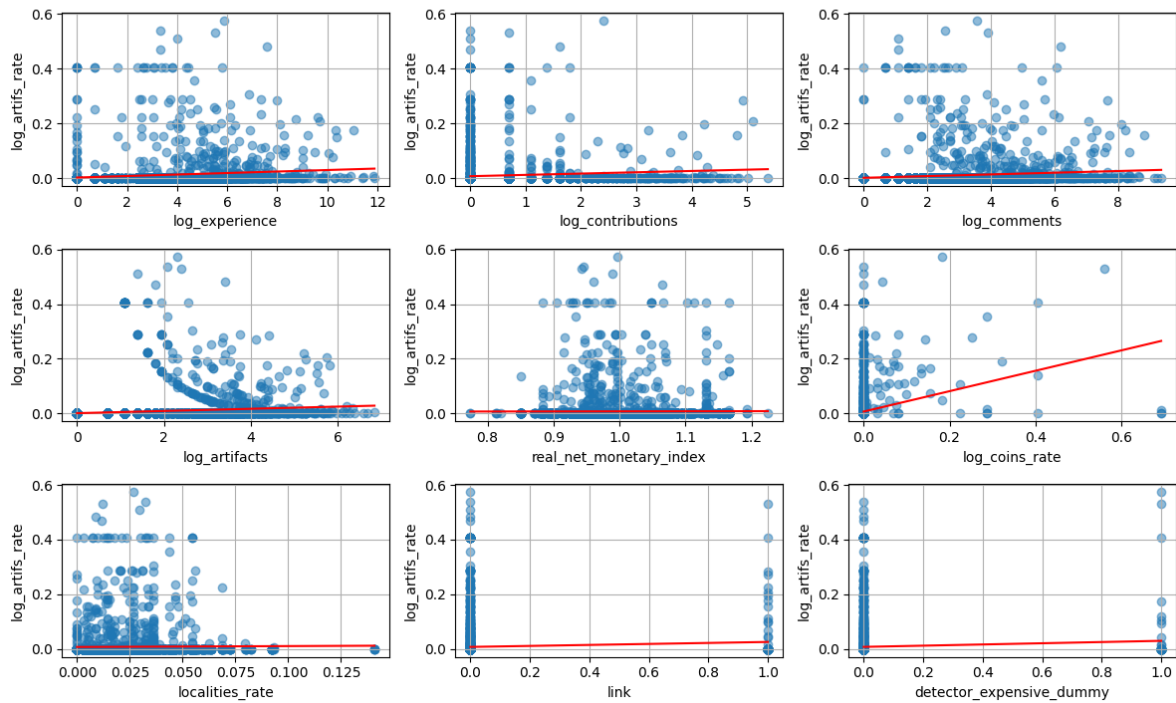 log_artifs_rate
0.6
0.4
0.2
0.0
0 2 4 6 8 10 12
log_experience
log_artifs_rate
0.6
0.4
0.2
0.0
0 1 2 3 4 5
log_contributions
log_artifs_rate
0.6
0.4
0.2
0.0
0 2 4 6 8
log_comments
log_artifs_rate
0.6
0.4
0.2
0.0
0 2 4 6
log_artifacts
log_artifs_rate
0.6
0.4
0.2
0.0
0.8 0.9 1.0 1.1 1.2
real_net_monetary_index
log_artifs_rate
0.6
0.4
0.2
0.0
0.0 0.2 0.4 0.6
log_coins_rate
log_artifs_rate
0.6
0.4
0.2
0.0
0.000 0.025 0.050 0.075 0.100 0.125
localities_rate
log_artifs_rate
0.6
0.4
0.2
0.0
0.0 0.2 0.4 0.6 0.8 1.0
link
log_artifs_rate
0.6
0.4
0.2
0.0
0.0 0.2 0.4 0.6 0.8 1.0
detector_expensive_dummy